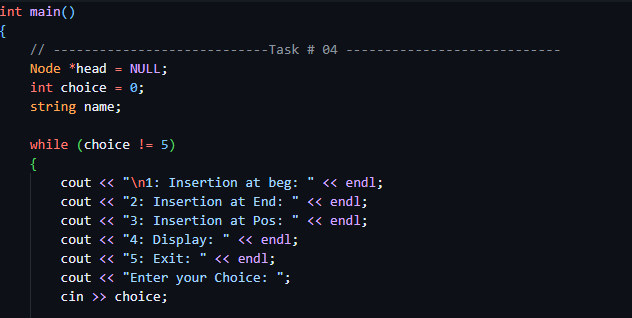 int main()
{
// ----------------------------Task # 04 ----------------------------
Node *head = NULL;
int choice = 0;
string name;
while (choice != 5)
{
cout << "\n1: Insertion at beg: " << endl;
cout << "2: Insertion at End: " << endl;
cout << "3: Insertion at Pos: " << endl;
cout << "4: Display: " << endl;
cout << "5: Exit: " << endl;
cout << "Enter your Choice: ";
cin >> choice;